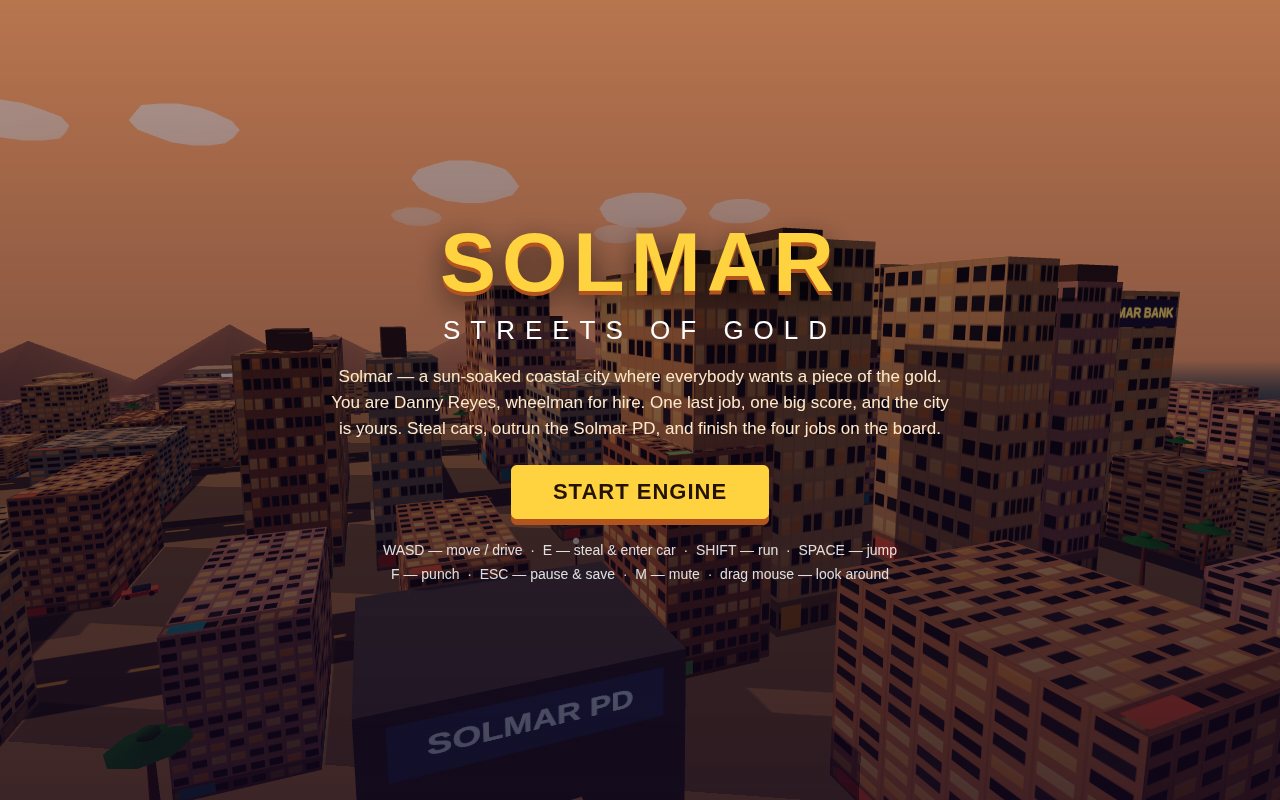 SOLMAR
MAR BANK
STREETS OF GOLD
Solmar — a sun-soaked coastal city where everybody wants a piece of the gold.
You are Danny Reyes, wheelman for hire. One last job, one big score, and the city
is yours. Steal cars, outrun the Solmar PD, and finish the four jobs on the board.
START ENGINE
WASD — move / drive · E — steal & enter car · SHIFT — run · SPACE — jump
F — punch · ESC — pause & save · M — mute · drag mouse — look around
SOLMAR PD